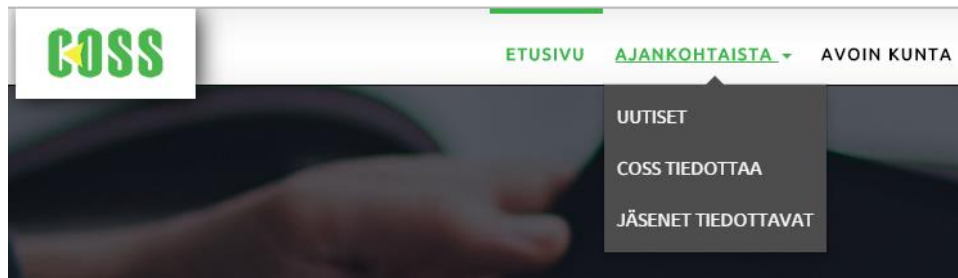 COSS
ETUSIVU AJANKOHTAISTA AVOIN KUNTA
UUTISET
COSS TIEDOTTAA
JÄSENET TIEDOTTAVAT